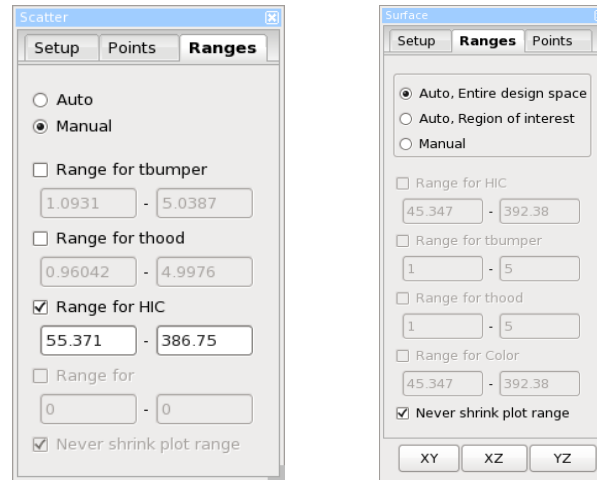 Scatter
Setup Points Ranges
Auto
Manual
Range for tbumper
1.0931 - 5.0387
Range for thood
0.96042 - 4.9976
Range for HIC
55.371 - 386.75
Range for
0 - 0
Never shrink plot range
Surface
Setup Ranges Points
Auto, Entire design space
Auto, Region of interest
Manual
Range for HIC
45.347 - 392.38
Range for tbumper
1 - 5
Range for thood
1 - 5
Range for Color
45.347 - 392.38
Never shrink plot range
XY XZ YZ